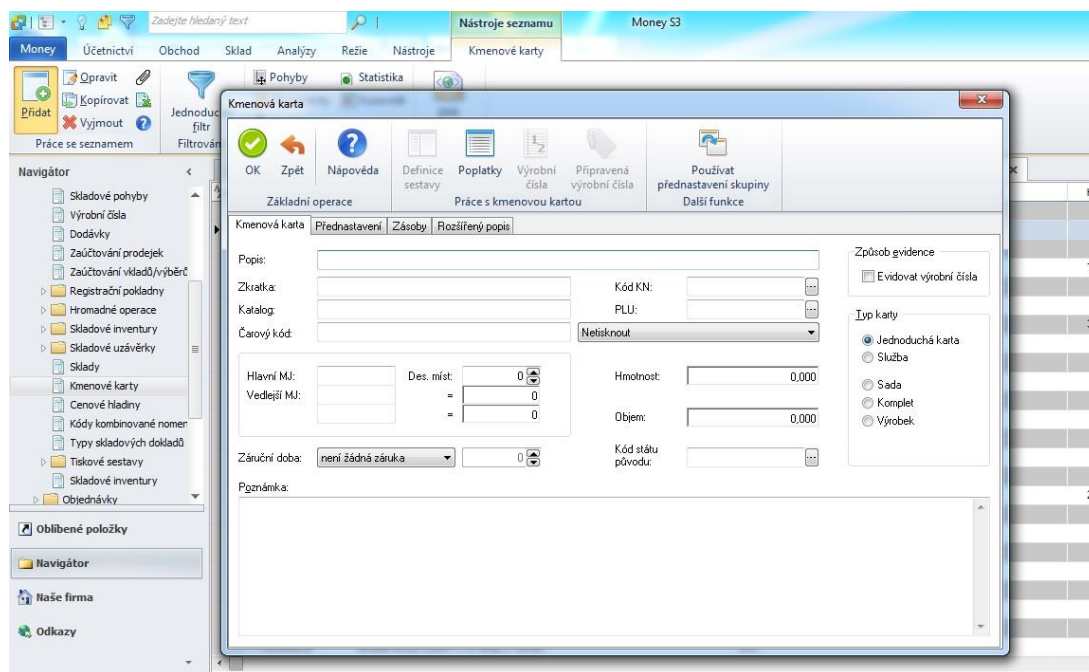 Zadejte hledaný text
Nástroje seznamu
Money S3
Money Účetnictví Obchod Sklad Analýzy Režie Nástroje Kmenové karty
Přidat
Opravit
Kopírovat
Vyjmout
Práce se seznamem
filtr
Pohyby
Statistika
Navigátor
Skladové pohyby
Výrobní čísla
Dodávky
Zaúčtování prodejek
Registrační pokladny
Hromadné operace
Skladové inventury
Skladové uzávěrky
Sklady
Kmenové karty
Cenové hladiny
Kódy kombinované nomen
Typy skladových dokladů
Tiskové sestavy
Skladové inventury
Objednávky
Oblíbené položky
Navigátor
Naše firma
Odkazy
Kmenová karta
OK Zpět Nápověda Definice sestavy Poplatky Výrobní čísla Připravená výrobní čísla Používat přednastavení skupiny
Základní operace Práce s kmenovou kartou Další funkce
Kmenová karta Přednastavení Zásoby Rozšířený popis
Popis:
Zkratka: Kód KN: ...
Katalog: PLU: ...
Čarový kód: Netisknout
Hlavní MJ: Des. míst: 0 Hmotnost: 0,000
Vedlejší MJ: = 0
= 0 Objem: 0,000
Záruční doba: není žádná záruka 0 Kód státu původu: ...
Poznámka:
Způsob evidence
Evidovat výrobní čísla
Typ karty
Jednoduchá karta
Služba
Sada
Komplet
Výrobek